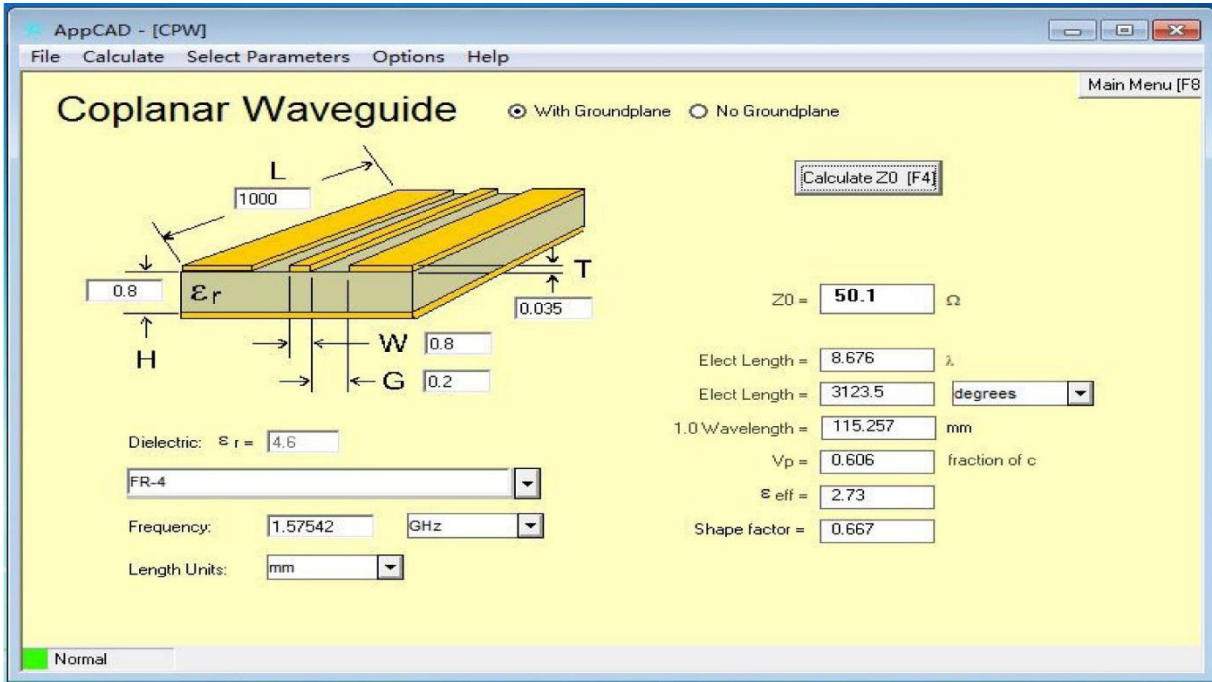 AppCAD - [CPW]
File Calculate Select Parameters Options Help
Main Menu [F8
Coplanar Waveguide
With Groundplane No Groundplane
Calculate Z0 [F4]
L
1000
T
0.035
0.8
εr
H
W 0.8
G 0.2
Z0 = 50.1 Ω
Elect Length = 8.676 λ
Elect Length = 3123.5 degrees
1.0 Wavelength = 115.257 mm
Vp = 0.606 fraction of c
ε eff = 2.73
Shape factor = 0.667
Dielectric: ε r = 4.6
FR-4
Frequency: 1.57542 GHz
Length Units: mm
Normal